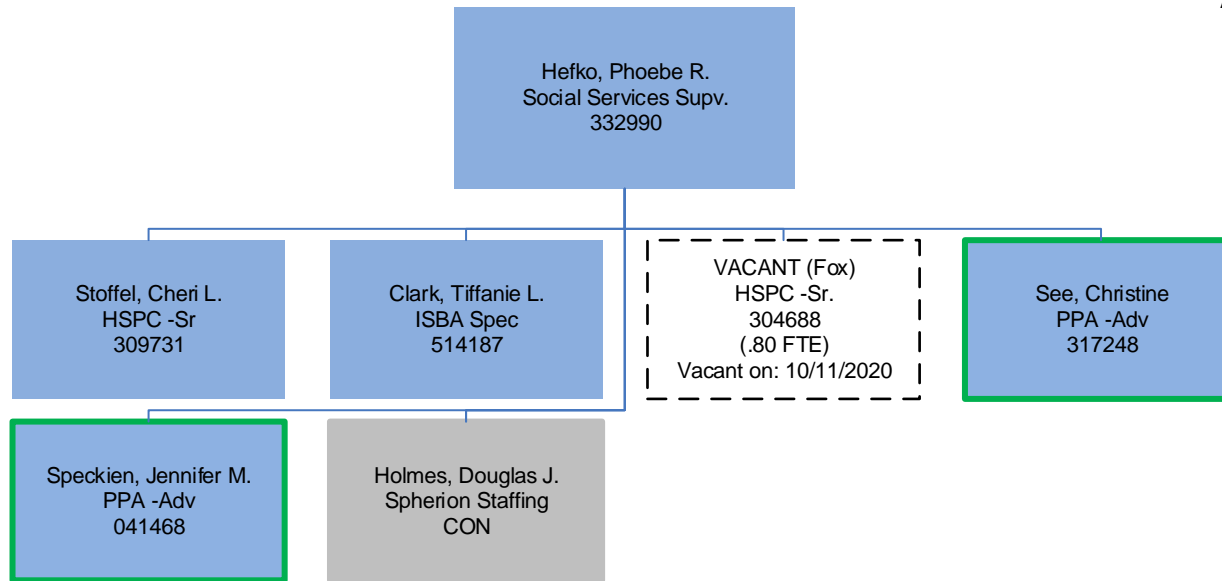 Hefko, Phoebe R.
Social Services Supv.
332990
Stoffel, Cheri L.
HSPC -Sr
309731
Clark, Tiffanie L.
ISBA Spec
514187
VACANT (Fox)
HSPC -Sr.
304688
(.80 FTE)
Vacant on: 10/11/2020
See, Christine
PPA -Adv
317248
Speckien, Jennifer M.
PPA -Adv
041468
Holmes, Douglas J.
Spherion Staffing
CON